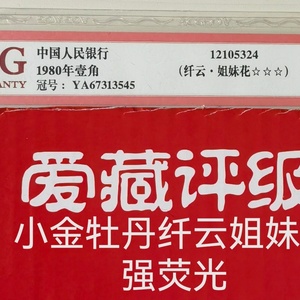 G 中国人民银行 12105324
ANTY 1980年壹角 (纤云·姐妹花☆☆☆)
冠号：YA67313545
爱藏评级
小金牡丹纤云姐妹
强荧光